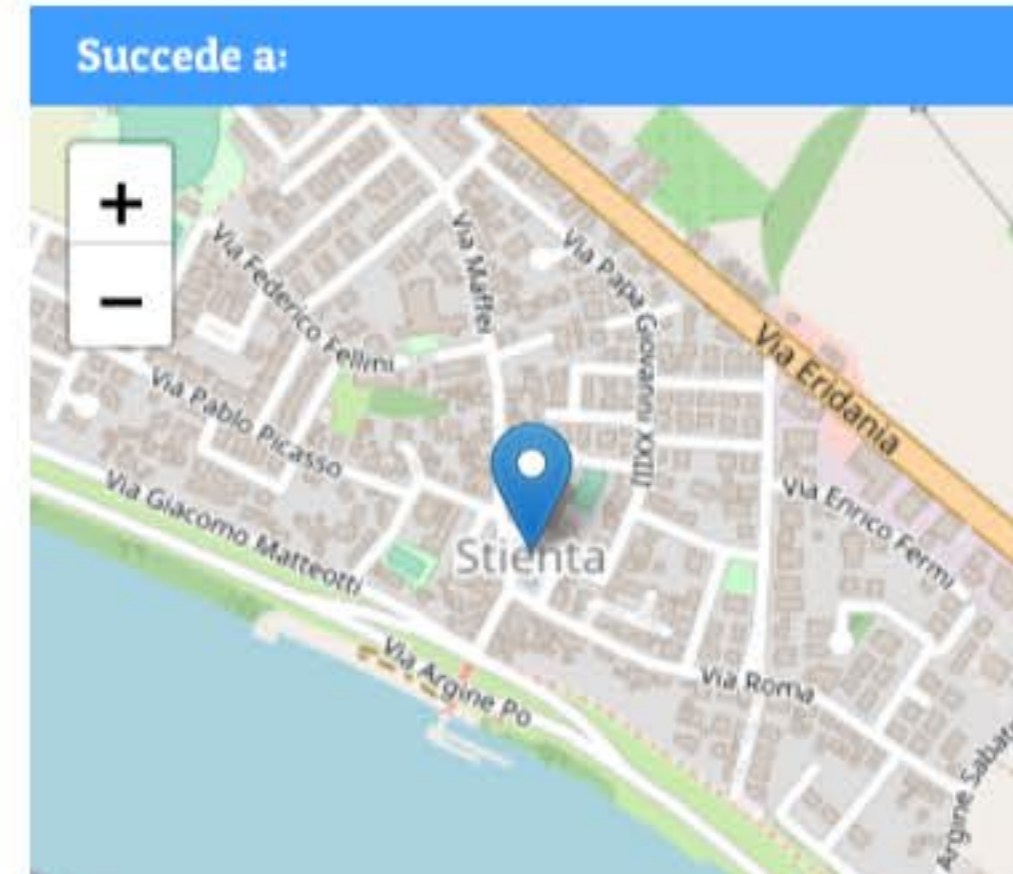 Succede a:
+
−
Via Federico Fellini
Via Maffei
Via Papa Giovanni XXIII
Via Eridania
Via Pablo Picasso
Via Giacomo Matteotti
Via Enrico Fermi
Stienta
Via Argine Po
Via Roma
Argine